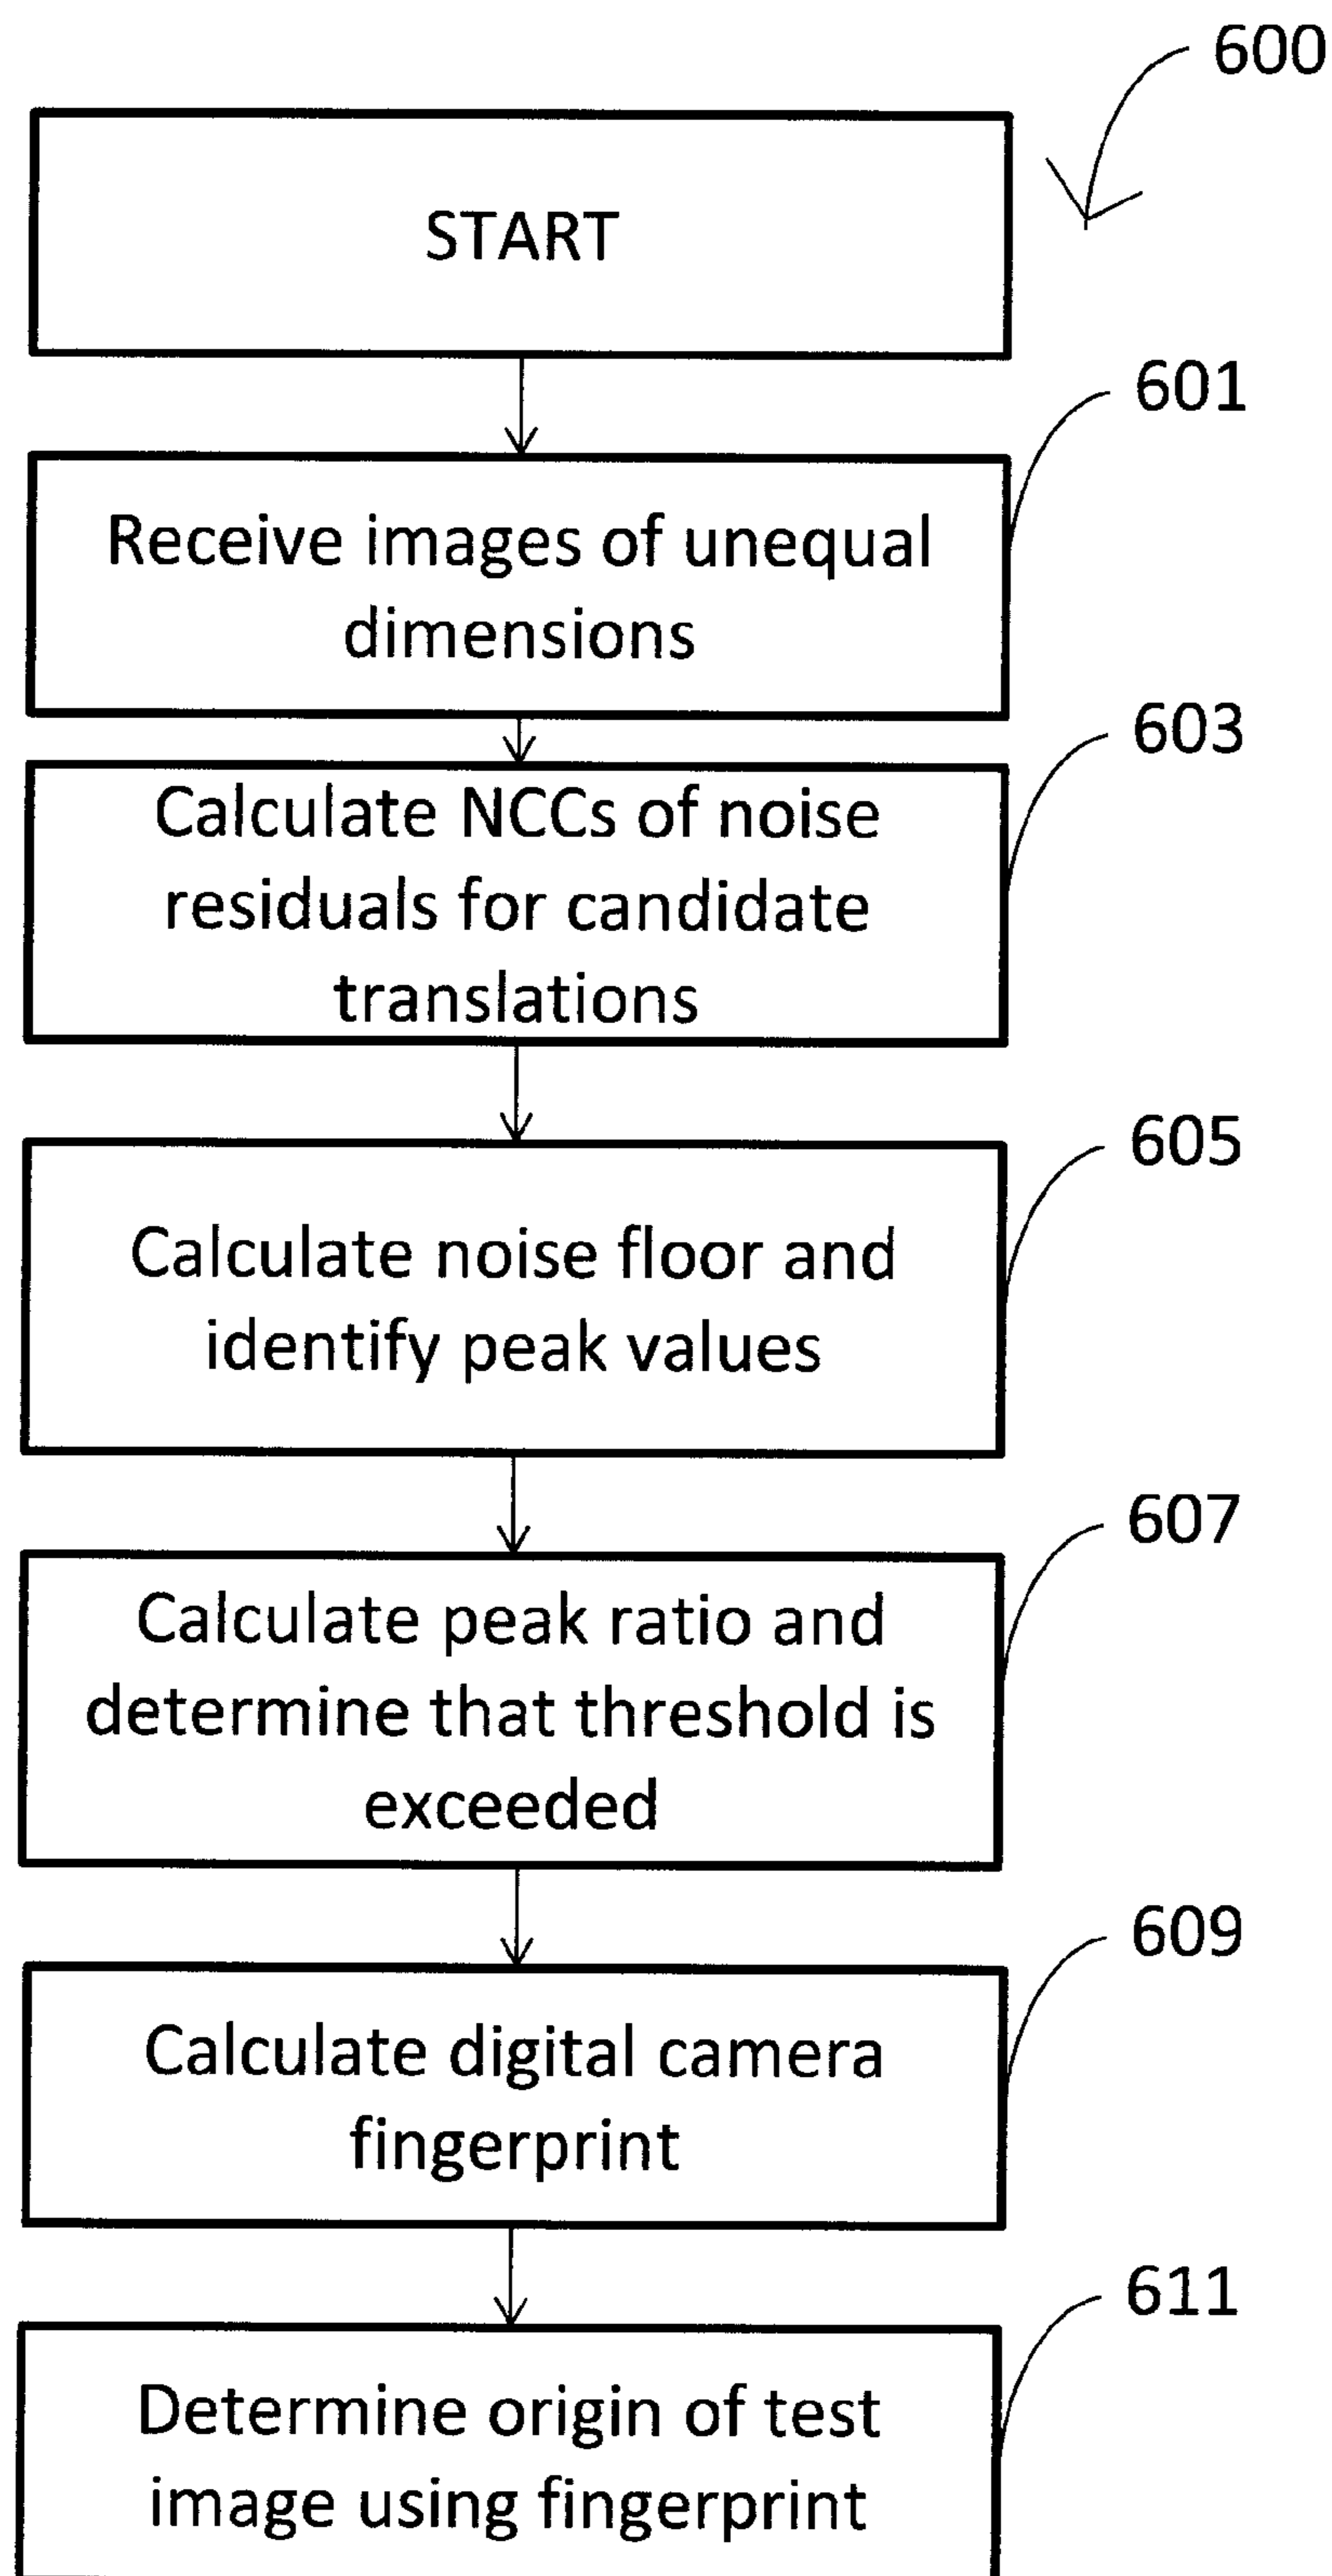 600
START
601
Receive images of unequal
dimensions
603
Calculate NCCs of noise
residuals for candidate
translations
605
Calculate noise floor and
identify peak values
607
Calculate peak ratio and
determine that threshold is
exceeded
609
Calculate digital camera
fingerprint
611
Determine origin of test
image using fingerprint